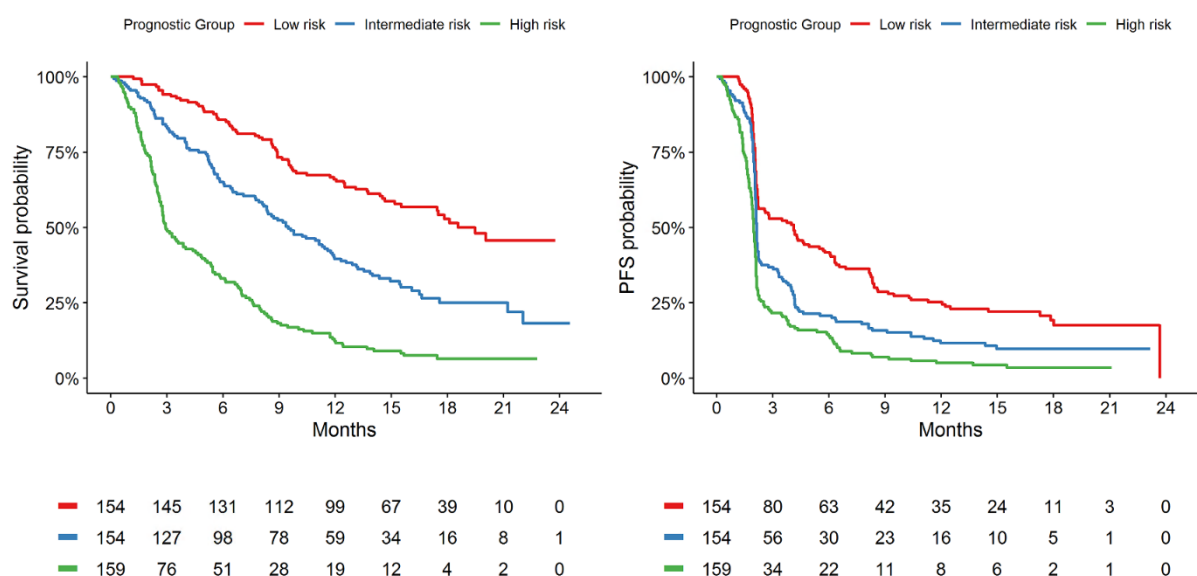 Prognostic Group Low risk Intermediate risk High risk
100%
75%
50%
25%
0%
Survival probability
0 3 6 9 12 15 18 21 24
Months
154 145 131 112 99 67 39 10 0
154 127 98 78 59 34 16 8 1
159 76 51 28 19 12 4 2 0
Prognostic Group Low risk Intermediate risk High risk
100%
75%
50%
25%
0%
PFS probability
0 3 6 9 12 15 18 21 24
Months
154 80 63 42 35 24 11 3 0
154 56 30 23 16 10 5 1 0
159 34 22 11 8 6 2 1 0